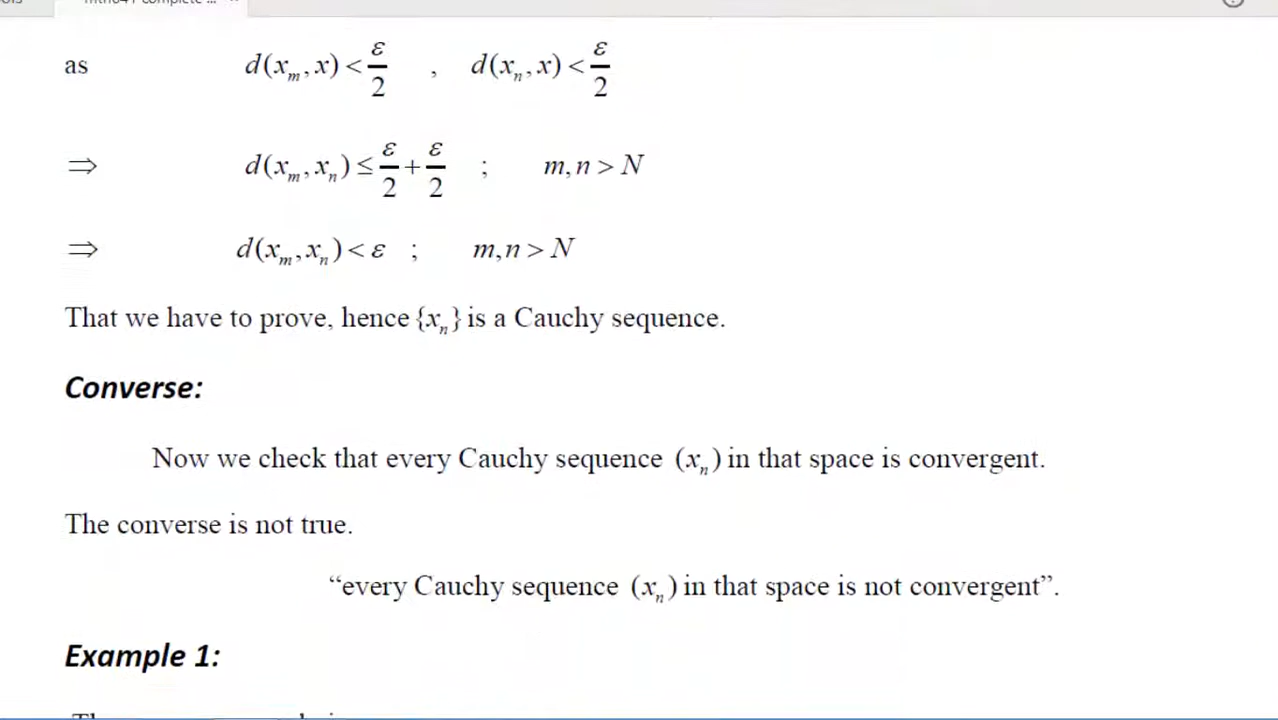 as d(x_m, x) < ε/2 , d(x_n, x) < ε/2
⇒ d(x_m, x_n) ≤ ε/2 + ε/2 ; m, n > N
⇒ d(x_m, x_n) < ε ; m, n > N
That we have to prove, hence {x_n} is a Cauchy sequence.
Converse:
Now we check that every Cauchy sequence (x_n) in that space is convergent.
The converse is not true.
“every Cauchy sequence (x_n) in that space is not convergent”.
Example 1: